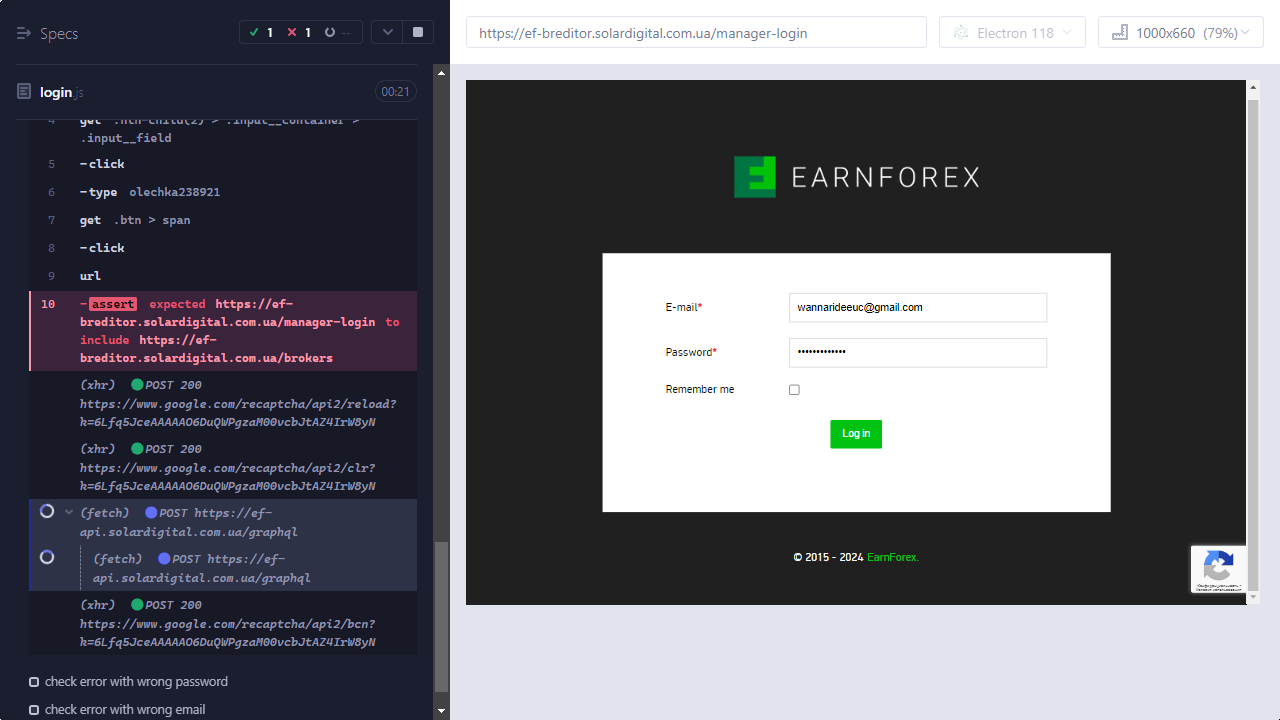 Specs
1
1
--
login.js
00:21
4 get .nth-child(2) > .input__container >
.input__field
5 -click
6 -type olechka238921
7 get .btn > span
8 -click
9 url
10 -assert expected https://ef-
breditor.solardigital.com.ua/manager-login to
include https://ef-
breditor.solardigital.com.ua/brokers
(xhr) POST 200
https://www.google.com/recaptcha/api2/reload?
k=6Lfq5JceAAAAAO6DuQWPgzaM00vcbJtAZ4IrW8yN
(xhr) POST 200
https://www.google.com/recaptcha/api2/clr?
k=6Lfq5JceAAAAAO6DuQWPgzaM00vcbJtAZ4IrW8yN
(fetch) POST https://ef-
api.solardigital.com.ua/graphql
(fetch) POST https://ef-
api.solardigital.com.ua/graphql
(xhr) POST 200
https://www.google.com/recaptcha/api2/bcn?
k=6Lfq5JceAAAAAO6DuQWPgzaM00vcbJtAZ4IrW8yN
check error with wrong password
check error with wrong email
https://ef-breditor.solardigital.com.ua/manager-login
Electron 118
1000x660 (79%)
EARNFOREX
E-mail*
wannarideeuc@gmail.com
Password*
•••••••••••••
Remember me
Log in
© 2015 - 2024 EarnForex.